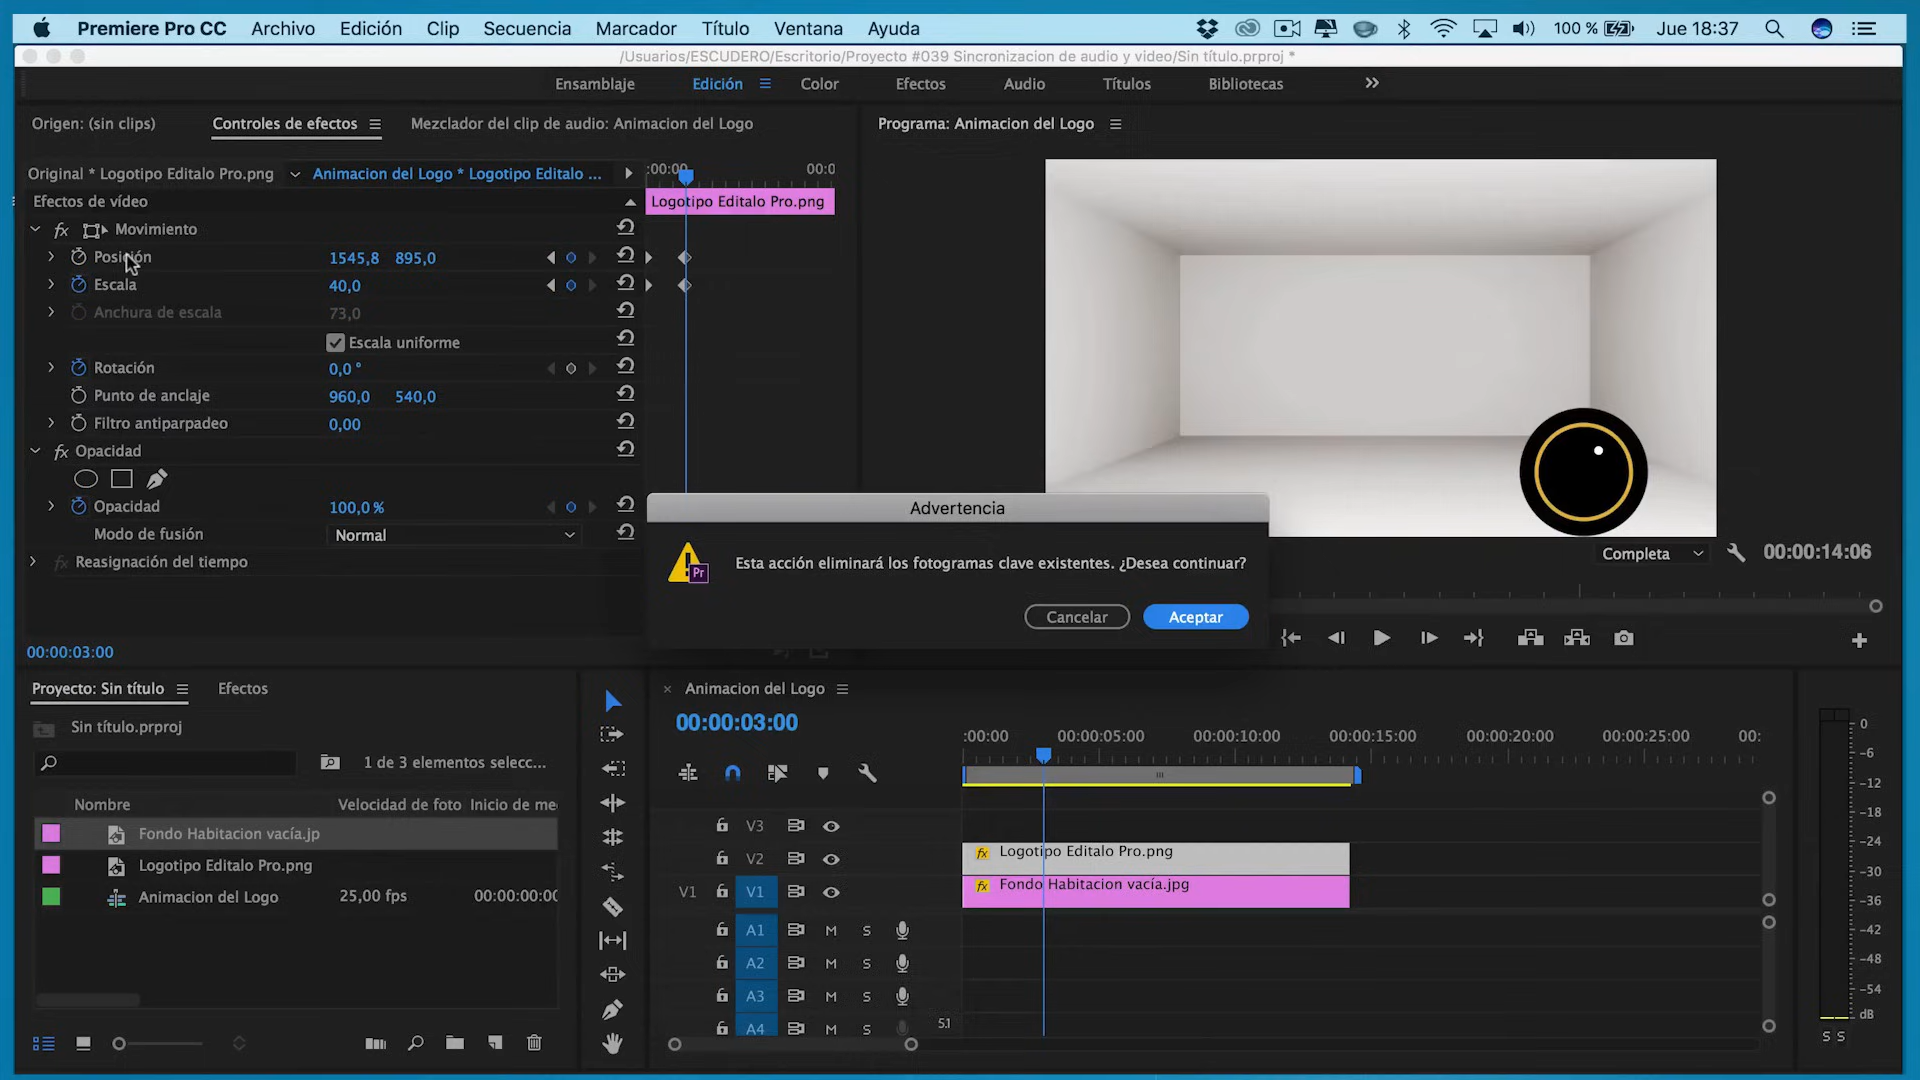 Premiere Pro CC Archivo Edición Clip Secuencia Marcador Título Ventana Ayuda 100 % Jue 18:37
/Usuarios/ESCUDERO/Escritorio/Proyecto #039 Sincronizacion de audio y video/Sin título.prproj *
Ensamblaje Edición Color Efectos Audio Títulos Bibliotecas
Origen: (sin clips) Controles de efectos Mezclador del clip de audio: Animacion del Logo Programa: Animacion del Logo
Original * Logotipo Editalo Pro.png Animacion del Logo * Logotipo Editalo ... :00:00 00:0
Efectos de vídeo Logotipo Editalo Pro.png
fx Movimiento
Posición 1545,8 895,0
Escala 40,0
Anchura de escala 73,0
Escala uniforme
Rotación 0,0 °
Punto de anclaje 960,0 540,0
Filtro antiparpadeo 0,00
fx Opacidad
Opacidad 100,0 %
Modo de fusión Normal
fx Reasignación del tiempo
Advertencia
Esta acción eliminará los fotogramas clave existentes. ¿Desea continuar?
Pr
Cancelar Aceptar
Completa 00:00:14:06
00:00:03:00
Proyecto: Sin título Efectos
Sin título.prproj
1 de 3 elementos selecc...
Nombre Velocidad de foto Inicio de me
Fondo Habitacion vacía.jp
Logotipo Editalo Pro.png
Animacion del Logo 25,00 fps 00:00:00:00
× Animacion del Logo
00:00:03:00
:00:00 00:00:05:00 00:00:10:00 00:00:15:00 00:00:20:00 00:00:25:00 00:
V3
V2 fx Logotipo Editalo Pro.png
V1 V1 fx Fondo Habitacion vacía.jpg
A1 M S
A2 M S
A3 M S
A4 M S 5.1
0
-6
-12
-18
-24
-30
-36
-42
-48
-54
dB
S S